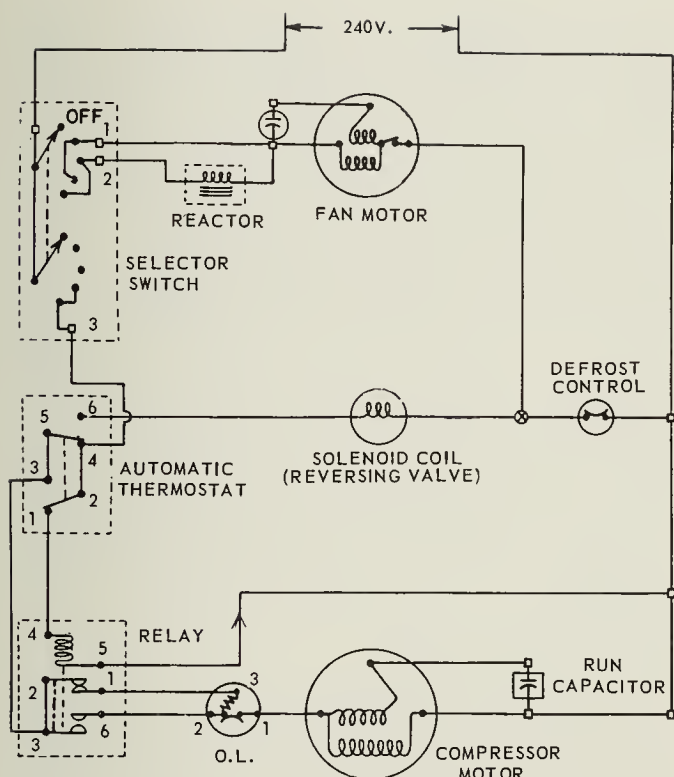 240V.
OFF
1
2
REACTOR
FAN MOTOR
SELECTOR
SWITCH
3
DEFROST
CONTROL
6
5
4
3
2
1
AUTOMATIC
THERMOSTAT
SOLENOID COIL
(REVERSING VALVE)
4
RELAY
5
1
2
3
6
3
2
1
O.L.
RUN
CAPACITOR
COMPRESSOR
MOTOR